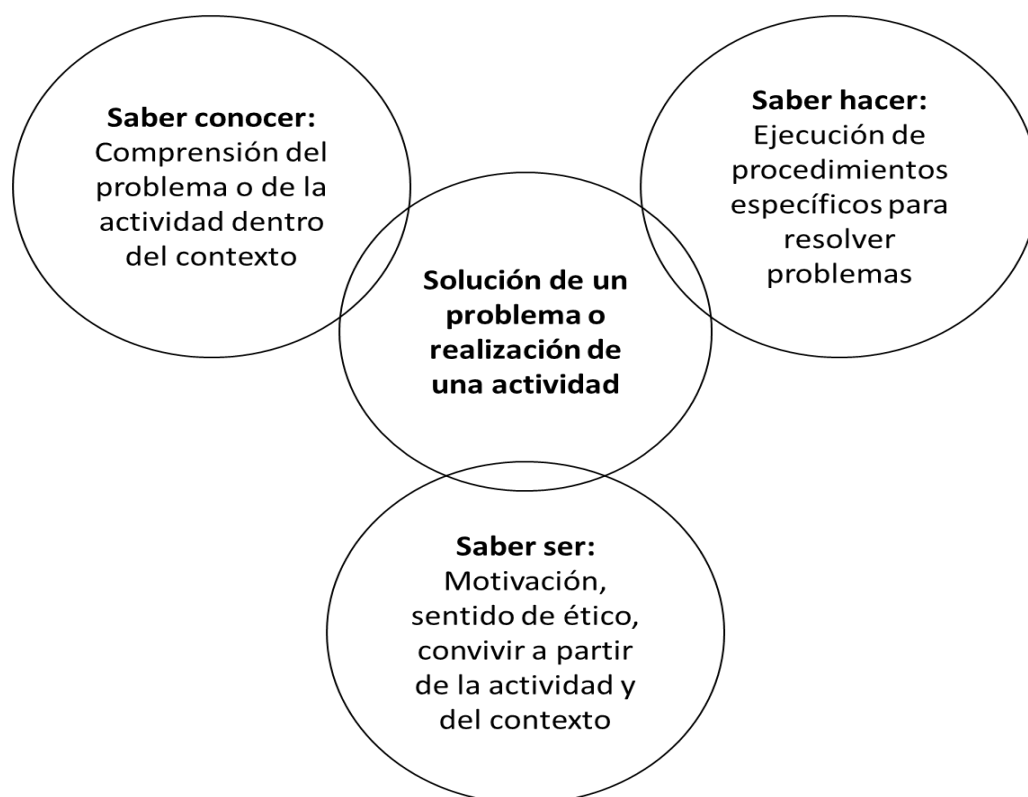 Saber conocer:
Comprensión del
problema o de la
actividad dentro
del contexto
Saber hacer:
Ejecución de
procedimientos
específicos para
resolver
problemas
Solución de un
problema o
realización de
una actividad
Saber ser:
Motivación,
sentido de ético,
convivir a partir
de la actividad y
del contexto